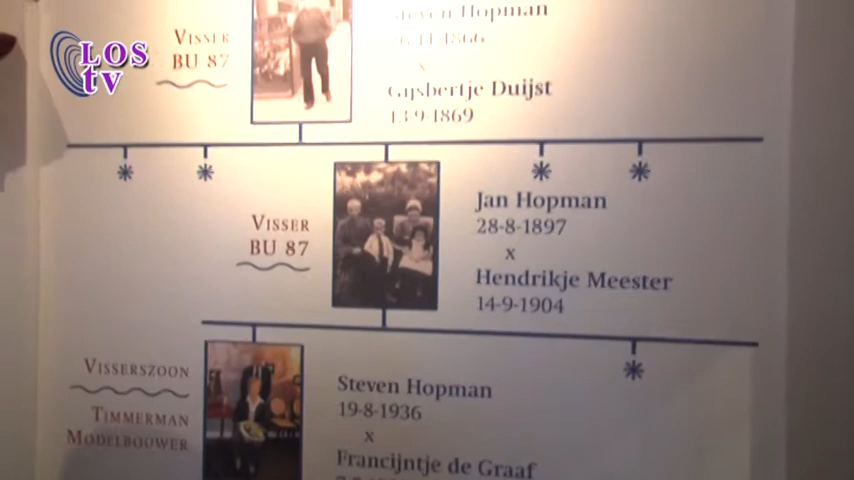 LOS
tv
VISSER
BU 87
Steven Hopman
x
Gijsbertje Duijst
13-9-1869
VISSER
BU 87
Jan Hopman
28-8-1897
x
Hendrikje Meester
14-9-1904
VISSERSZOON
TIMMERMAN
MODELBOUWER
Steven Hopman
19-8-1936
x
Francijntje de Graaf